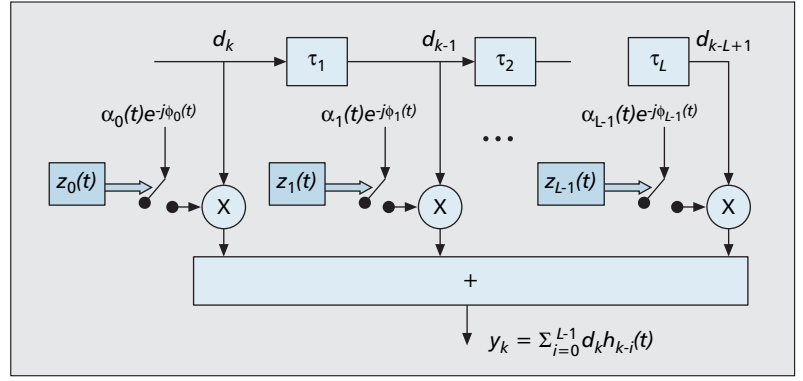 d_k d_{k-1} d_{k-L+1}
τ_1 τ_2 τ_L
α_0(t)e^{-jϕ_0(t)} α_1(t)e^{-jϕ_1(t)} α_{L-1}(t)e^{-jϕ_{L-1}(t)}
...
z_0(t) z_1(t) z_{L-1}(t)
X X X
+
y_k = Σ_{i=0}^{L-1} d_k h_{k-i}(t)